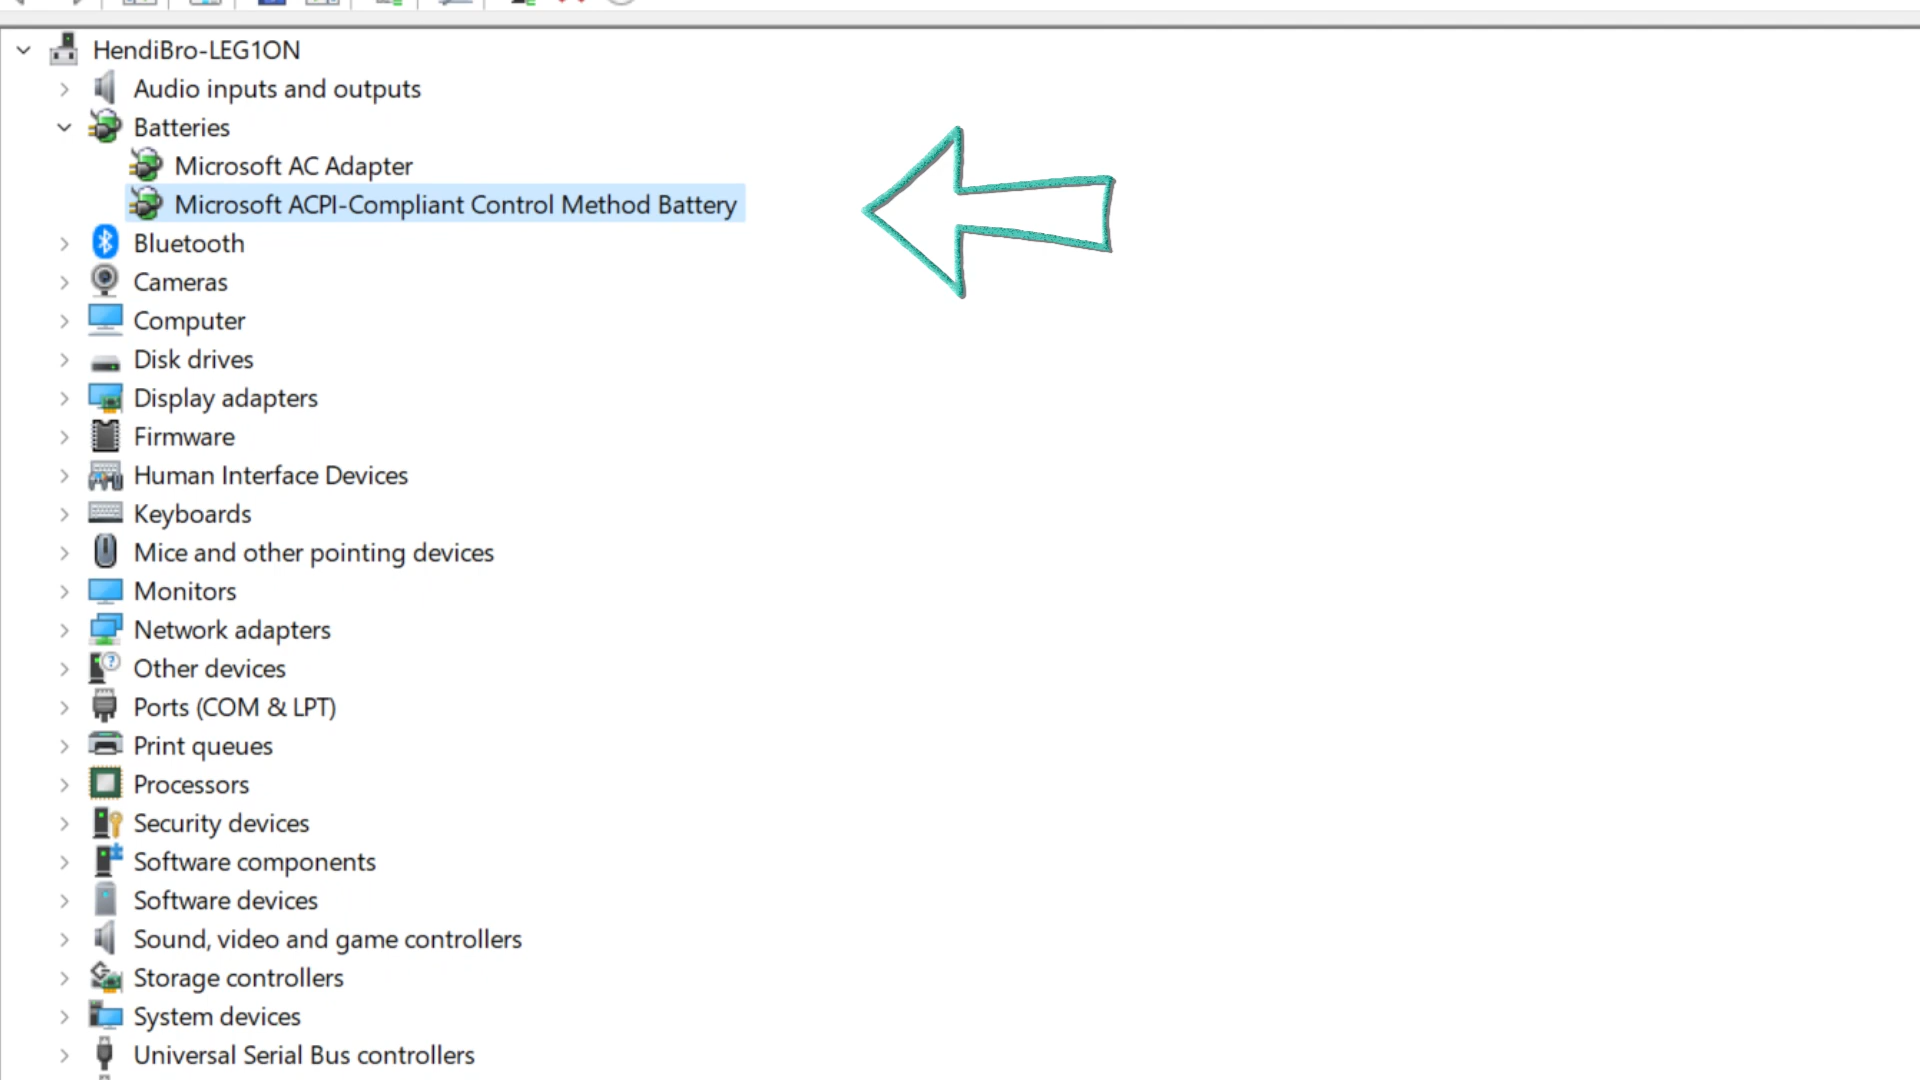 HendiBro-LEG1ON
Audio inputs and outputs
Batteries
Microsoft AC Adapter
Microsoft ACPI-Compliant Control Method Battery
Bluetooth
Cameras
Computer
Disk drives
Display adapters
Firmware
Human Interface Devices
Keyboards
Mice and other pointing devices
Monitors
Network adapters
Other devices
Ports (COM & LPT)
Print queues
Processors
Security devices
Software components
Software devices
Sound, video and game controllers
Storage controllers
System devices
Universal Serial Bus controllers